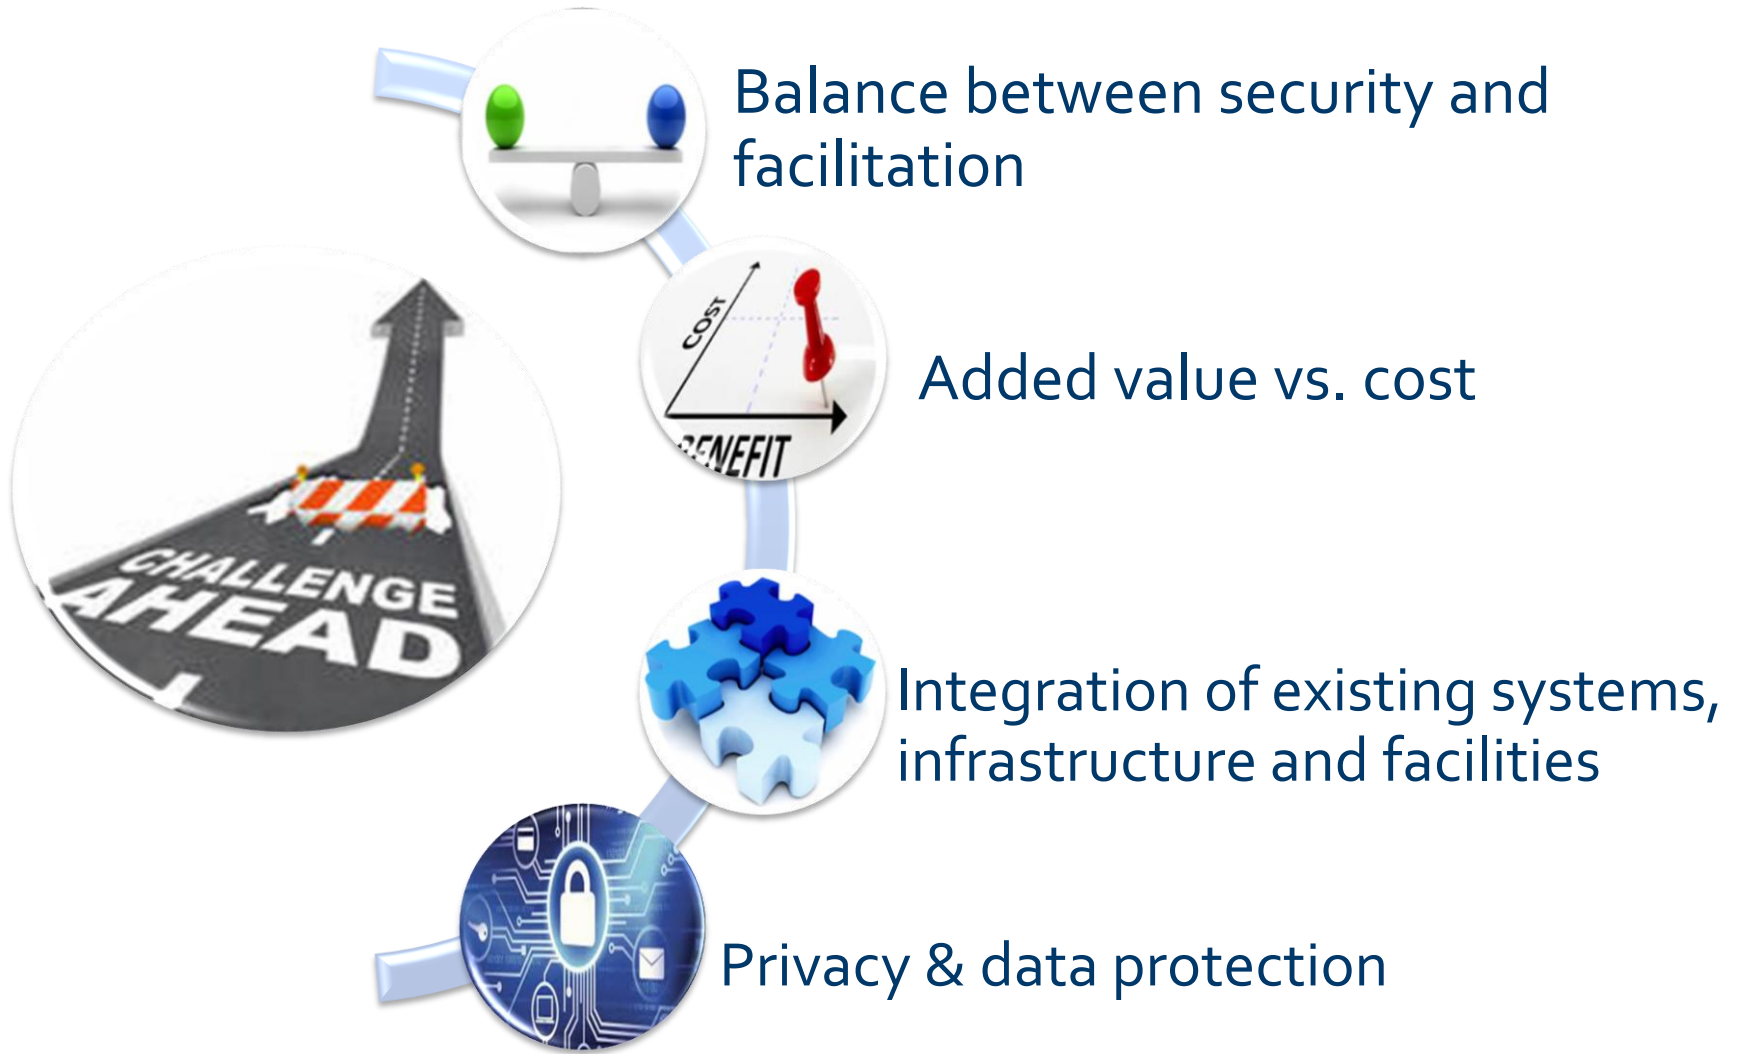 Balance between security and
facilitation
COST
BENEFIT
Added value vs. cost
CHALLENGE
AHEAD
Integration of existing systems,
infrastructure and facilities
Privacy & data protection